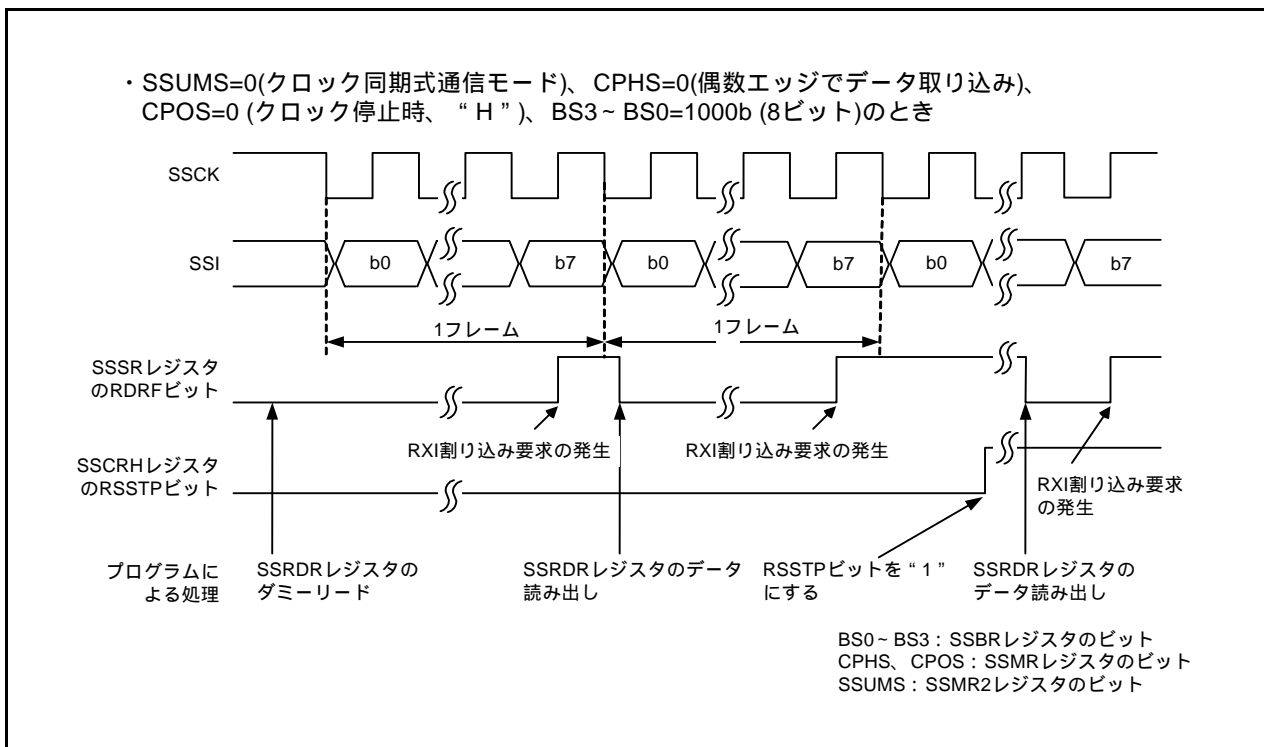 ・SSUMS=0(クロック同期式通信モード)、CPHS=0(偶数エッジでデータ取り込み)、
CPOS=0 (クロック停止時、“H”)、BS3~BS0=1000b (8ビット)のとき
SSCK
SSI
b0
b7
b0
b7
b0
b7
1フレーム
1フレーム
SSSRレジスタ
のRDRFビット
RXI割り込み要求の発生
RXI割り込み要求の発生
SSCRHレジスタ
のRSSTPビット
RXI割り込み要求
の発生
プログラムに
よる処理
SSRDRレジスタの
ダミーリード
SSRDRレジスタのデータ
読み出し
RSSTPビットを“1”
にする
SSRDRレジスタの
データ読み出し
BS0~BS3:SSBRレジスタのビット
CPHS、CPOS:SSMRレジスタのビット
SSUMS:SSMR2レジスタのビット